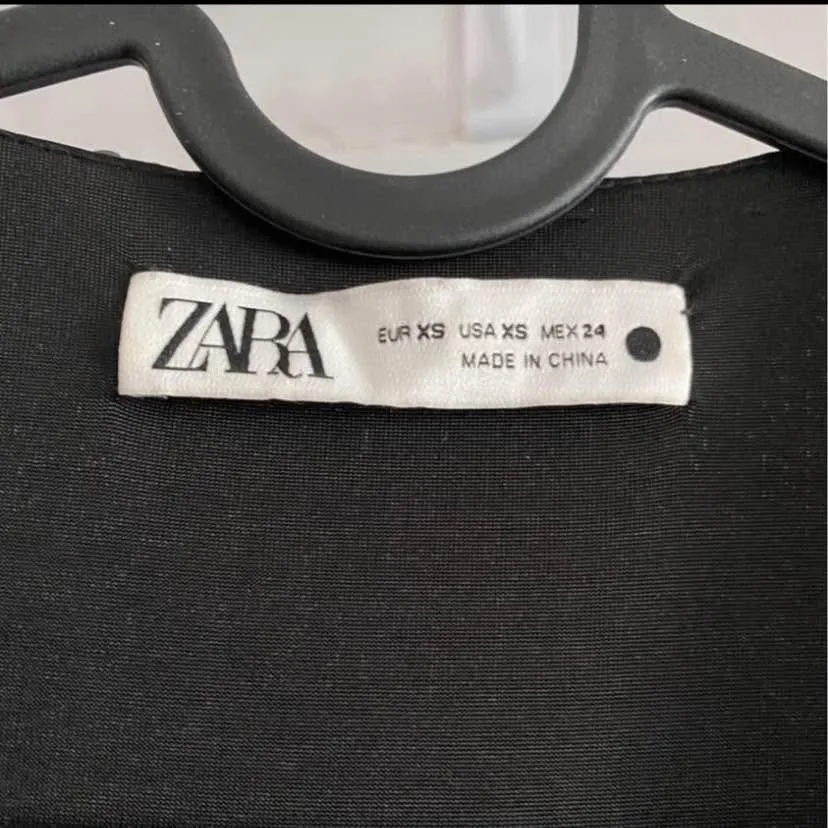 ZARA
EUR XS USA XS MEX 24
MADE IN CHINA